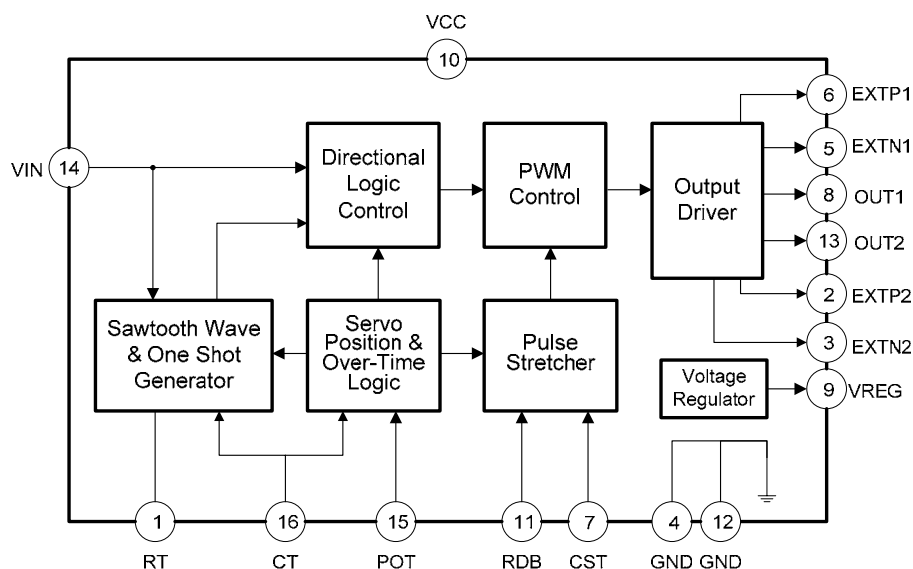 VCC
10
6 EXTP1
5 EXTN1
8 OUT1
13 OUT2
2 EXTP2
3 EXTN2
9 VREG
VIN 14
Directional
Logic
Control
PWM
Control
Output
Driver
Sawtooth Wave
& One Shot
Generator
Servo
Position &
Over-Time
Logic
Pulse
Stretcher
Voltage
Regulator
1 16 15 11 7 4 12
RT CT POT RDB CST GND GND